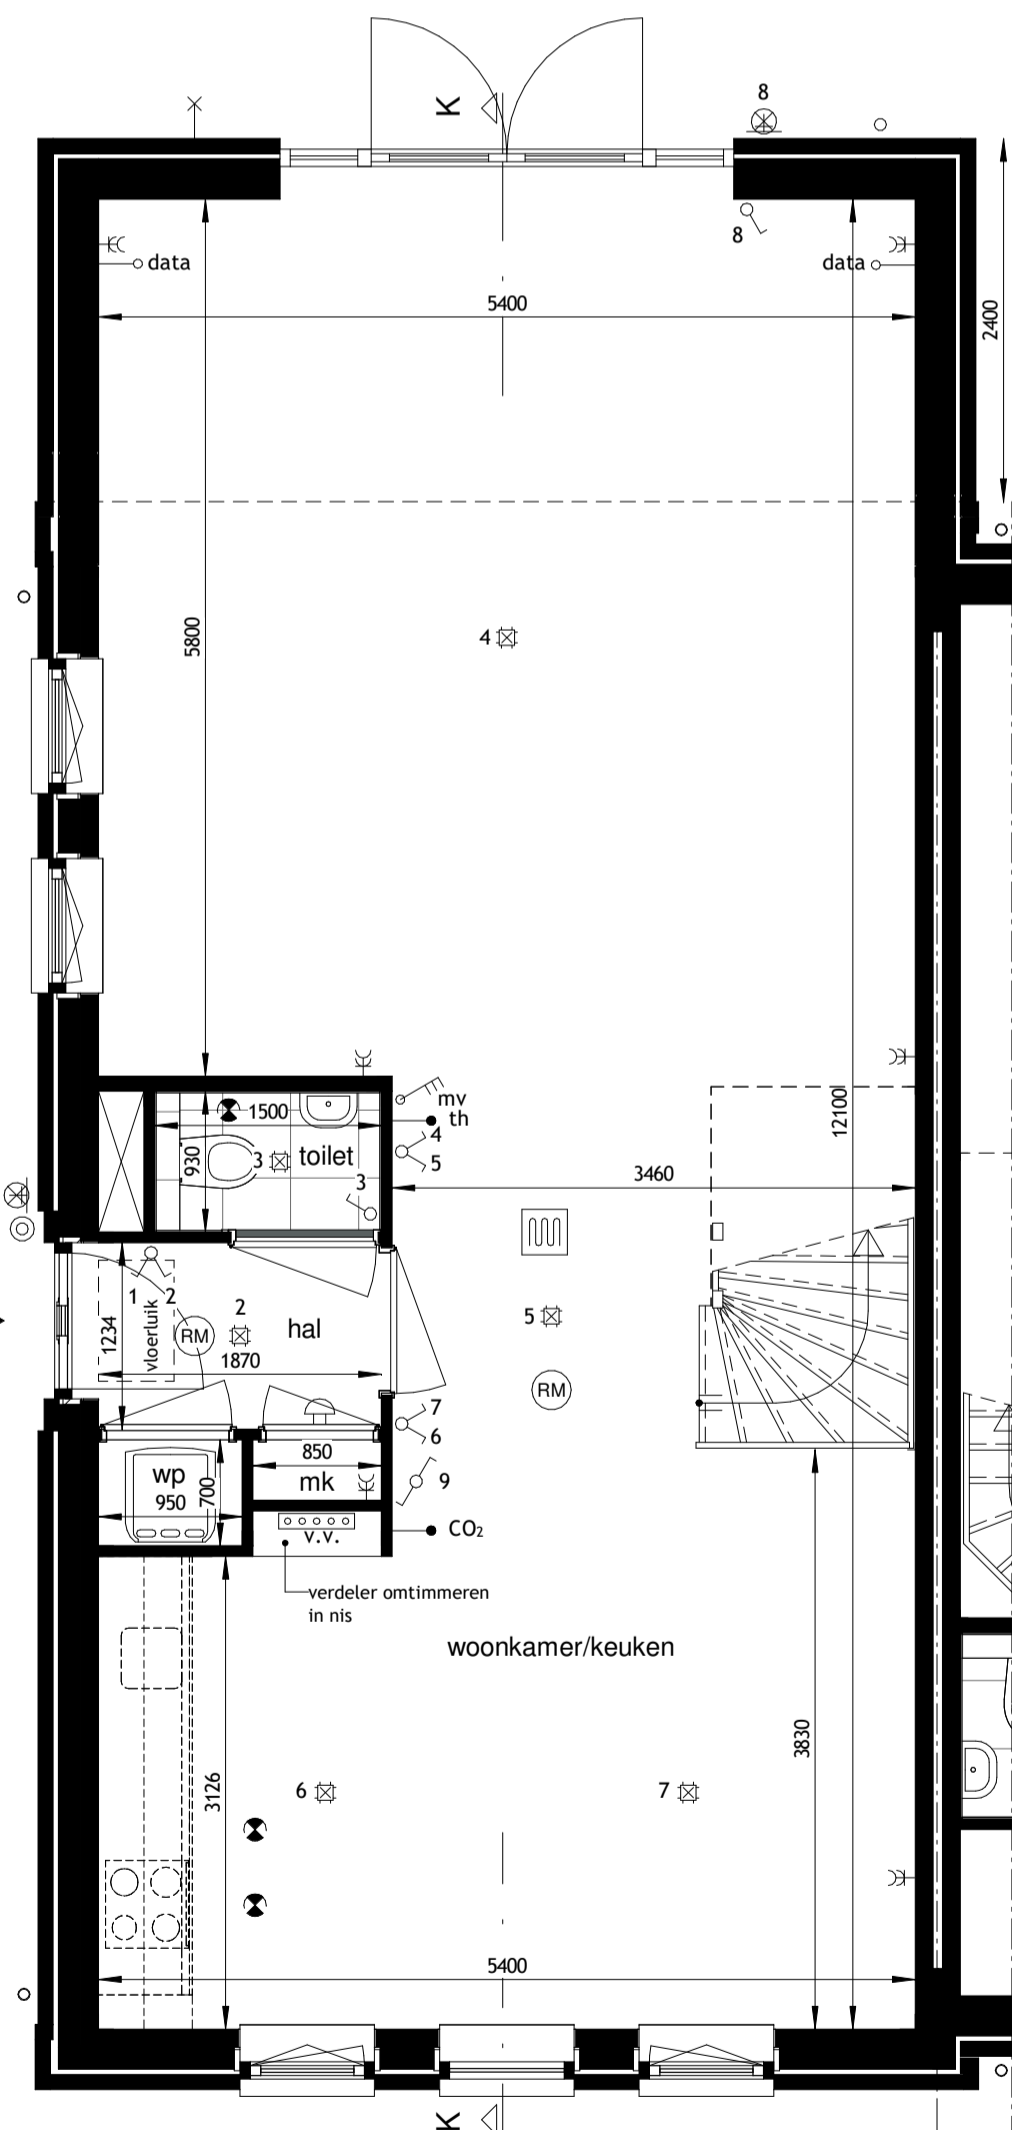 K
8
8
data
data
5400
2400
5800
4
12100
mv
th
4
5
1500
930
3
toilet
3
3460
1
2
2
vloerluik
RM
hal
1234
1870
5
RM
7
6
850
mk
9
wp
950
700
v.v.
CO₂
verdeler omtimmeren
in nis
woonkamer/keuken
3830
3126
6
7
5400
K